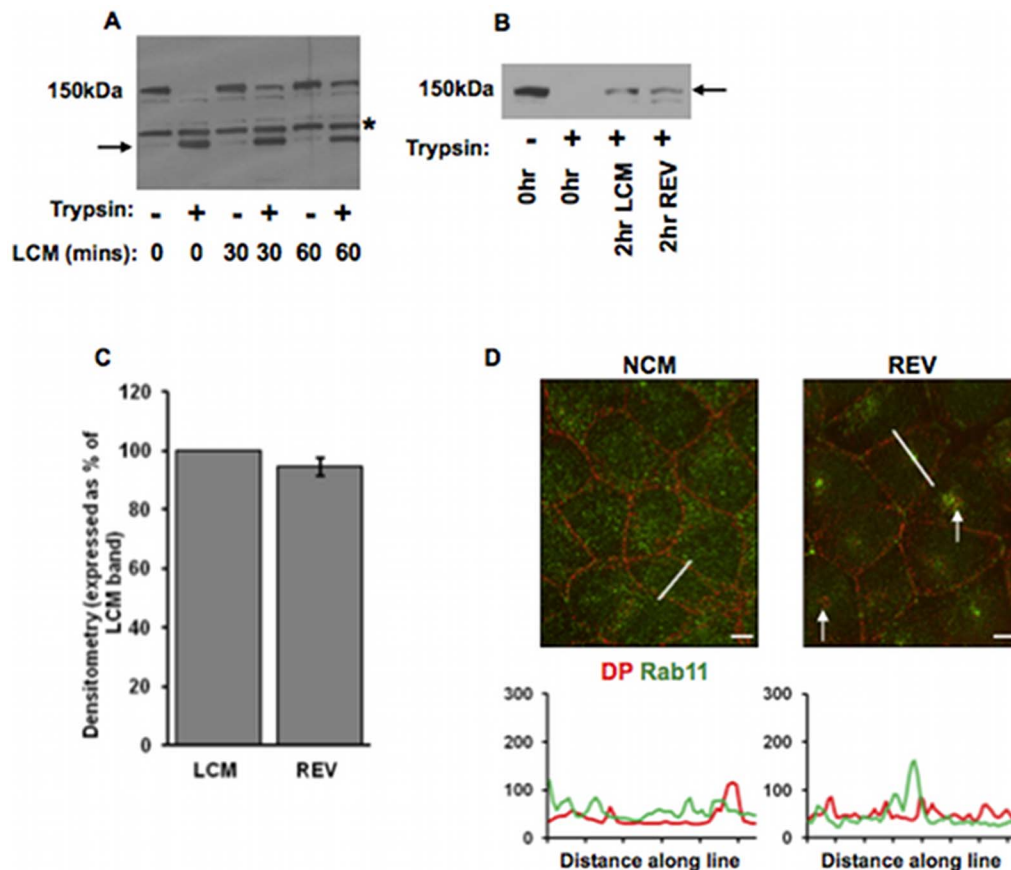 A
150kDa
*
Trypsin: - + - + - +
LCM (mins): 0 0 30 30 60 60
B
150kDa
Trypsin: - + + +
0hr 0hr 2hr LCM 2hr REV
C
Densitometry (expressed as % of
LCM band)
120
100
80
60
40
20
0
LCM REV
D
NCM REV
DP Rab11
300
200
100
0
Distance along line
300
200
100
0
Distance along line